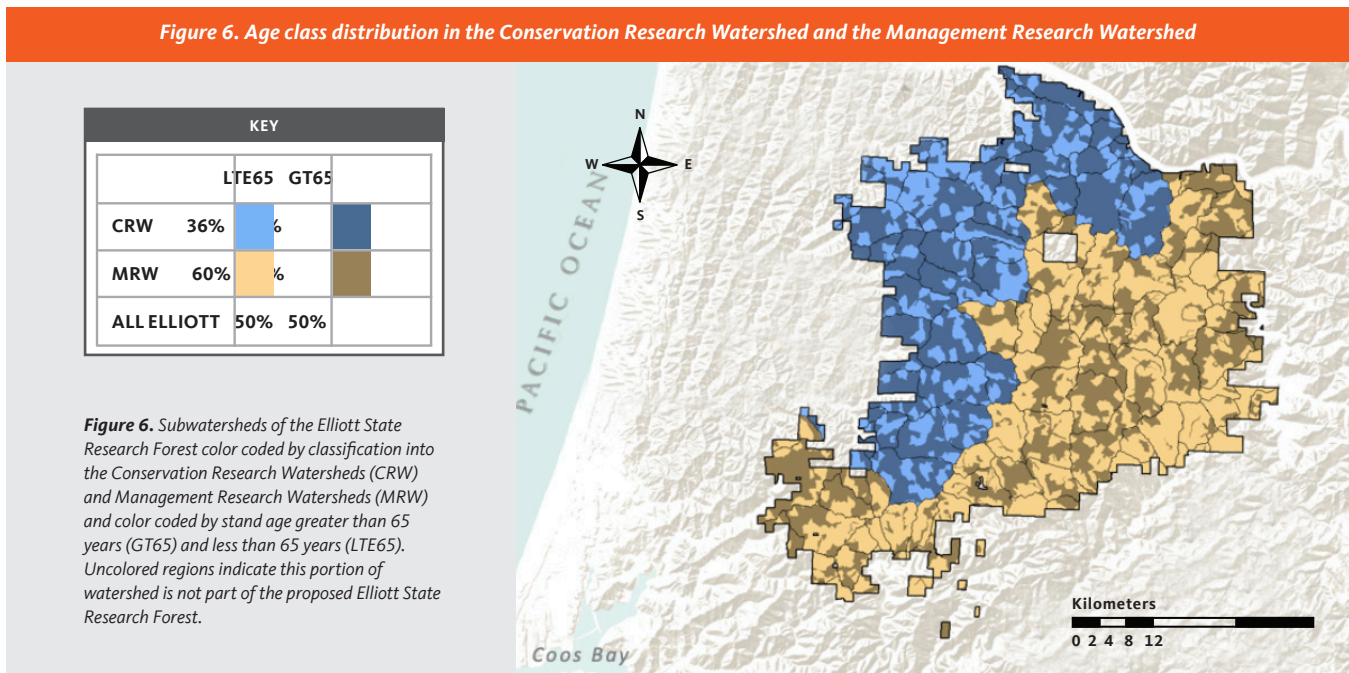 Figure 6. Age class distribution in the Conservation Research Watershed and the Management Research Watershed
KEY
LTE65 GT65
CRW 36% %
MRW 60% %
ALL ELLIOTT 50% 50%
Figure 6. Subwatersheds of the Elliott State
Research Forest color coded by classification into
the Conservation Research Watersheds (CRW)
and Management Research Watersheds (MRW)
and color coded by stand age greater than 65
years (GT65) and less than 65 years (LTE65).
Uncolored regions indicate this portion of
watershed is not part of the proposed Elliott State
Research Forest.
N
W E
S
PACIFIC OCEAN
Coos Bay
Kilometers
0 2 4 8 12